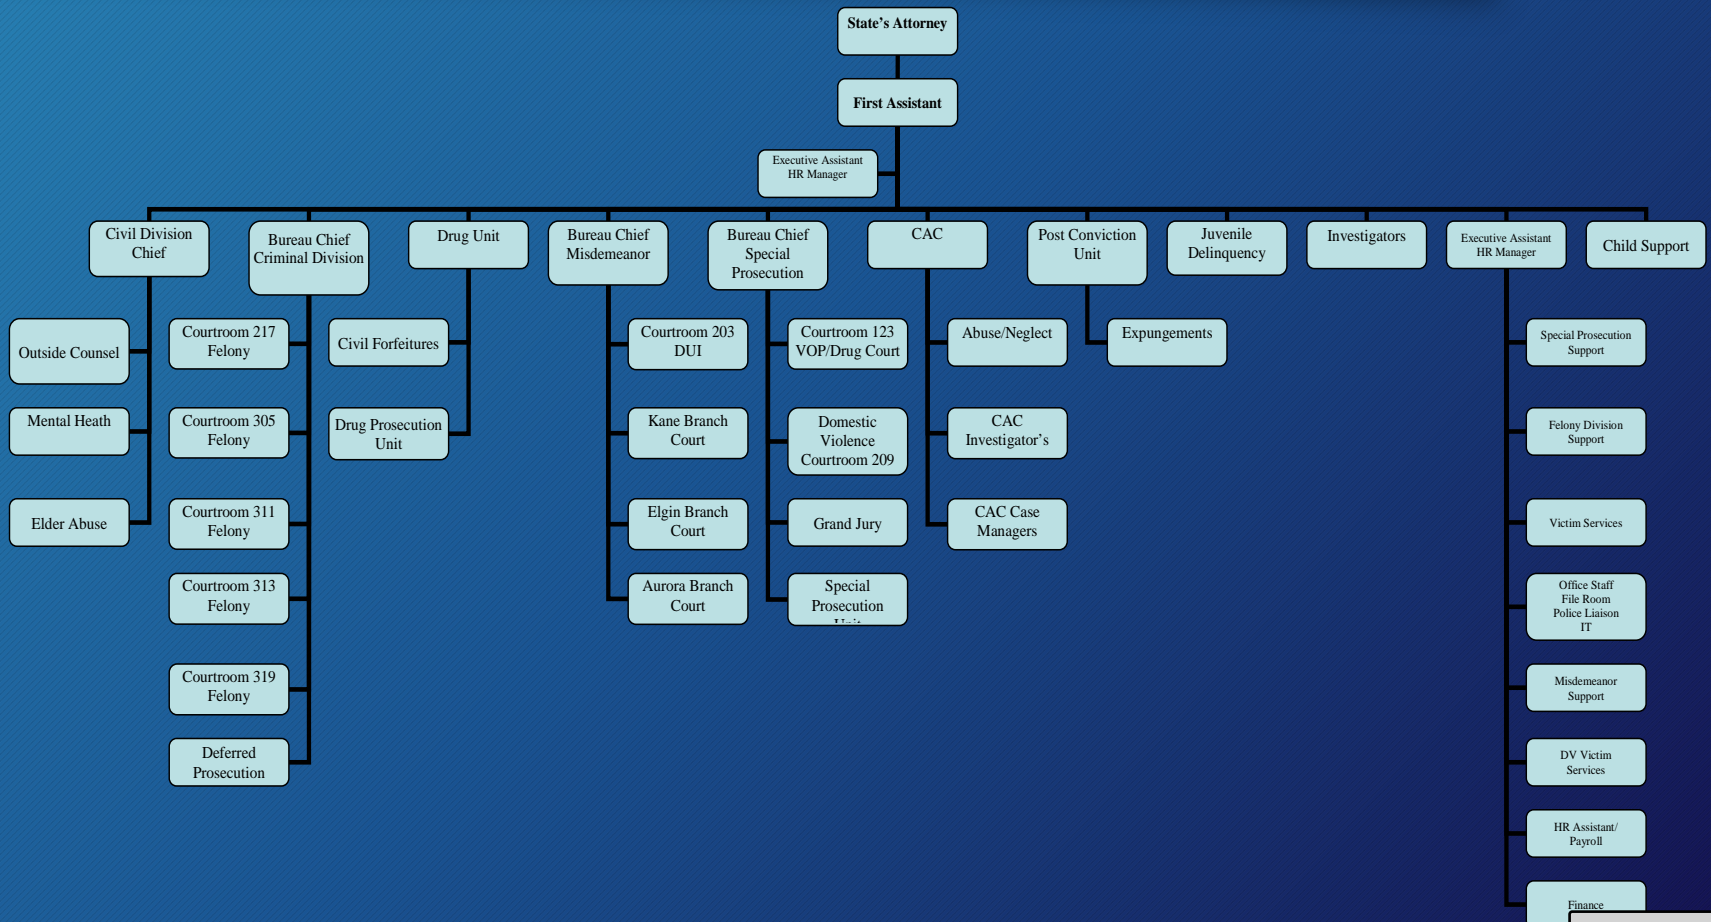 State's Attorney
First Assistant
Executive Assistant
HR Manager
Civil Division
Chief
Bureau Chief
Criminal Division
Drug Unit
Bureau Chief
Misdemeanor
Bureau Chief
Special
Prosecution
CAC
Post Conviction
Unit
Juvenile
Delinquency
Investigators
Executive Assistant
HR Manager
Child Support
Outside Counsel
Mental Heath
Elder Abuse
Courtroom 217
Felony
Courtroom 305
Felony
Courtroom 311
Felony
Courtroom 313
Felony
Courtroom 319
Felony
Deferred
Prosecution
Civil Forfeitures
Drug Prosecution
Unit
Courtroom 203
DUI
Kane Branch
Court
Elgin Branch
Court
Aurora Branch
Court
Courtroom 123
VOP/Drug Court
Domestic
Violence
Courtroom 209
Grand Jury
Special
Prosecution
Unit
Abuse/Neglect
CAC
Investigator's
CAC Case
Managers
Expungements
Special Prosecution
Support
Felony Division
Support
Victim Services
Office Staff
File Room
Police Liaison
IT
Misdemeanor
Support
DV Victim
Services
HR Assistant/
Payroll
Finance